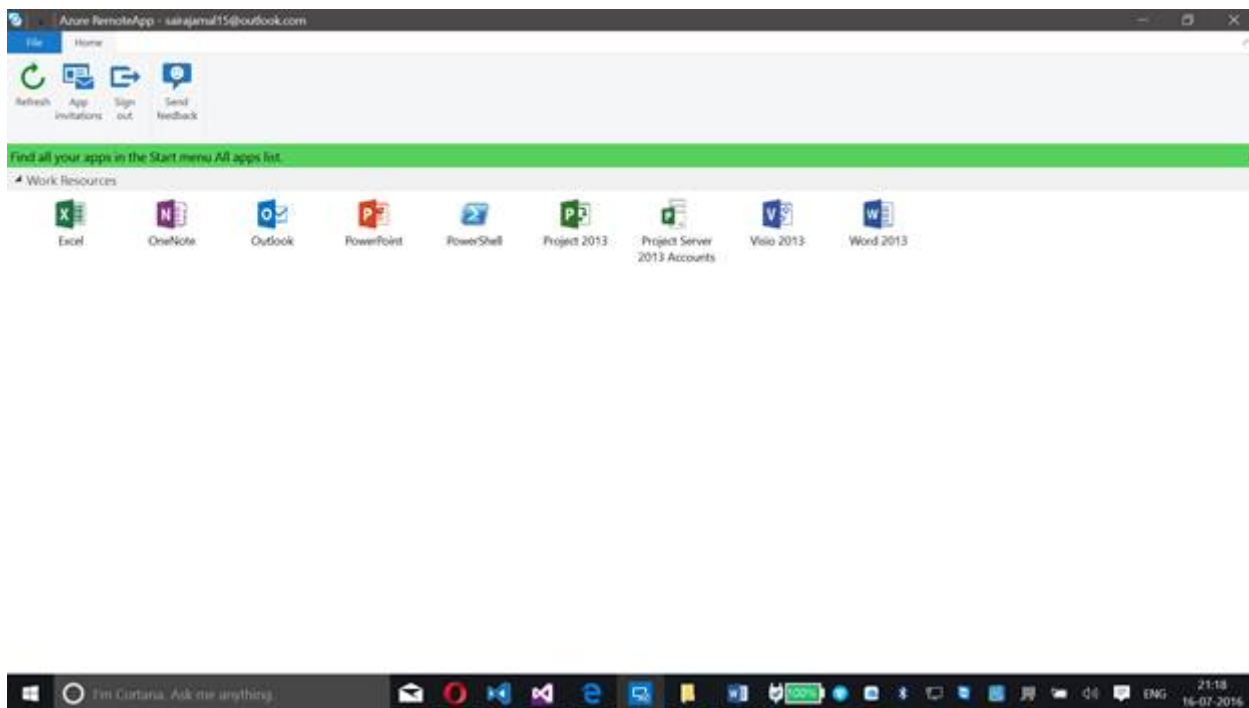 Azure RemoteApp - sairajamal15@outlook.com
File Home
Refresh App invitations Sign out Send feedback
Find all your apps in the Start menu All apps list.
Work Resources
Excel OneNote Outlook PowerPoint PowerShell Project 2013 Project Server 2013 Accounts Visio 2013 Word 2013
I'm Cortana. Ask me anything.
100%
ENG
21:18
16-07-2016